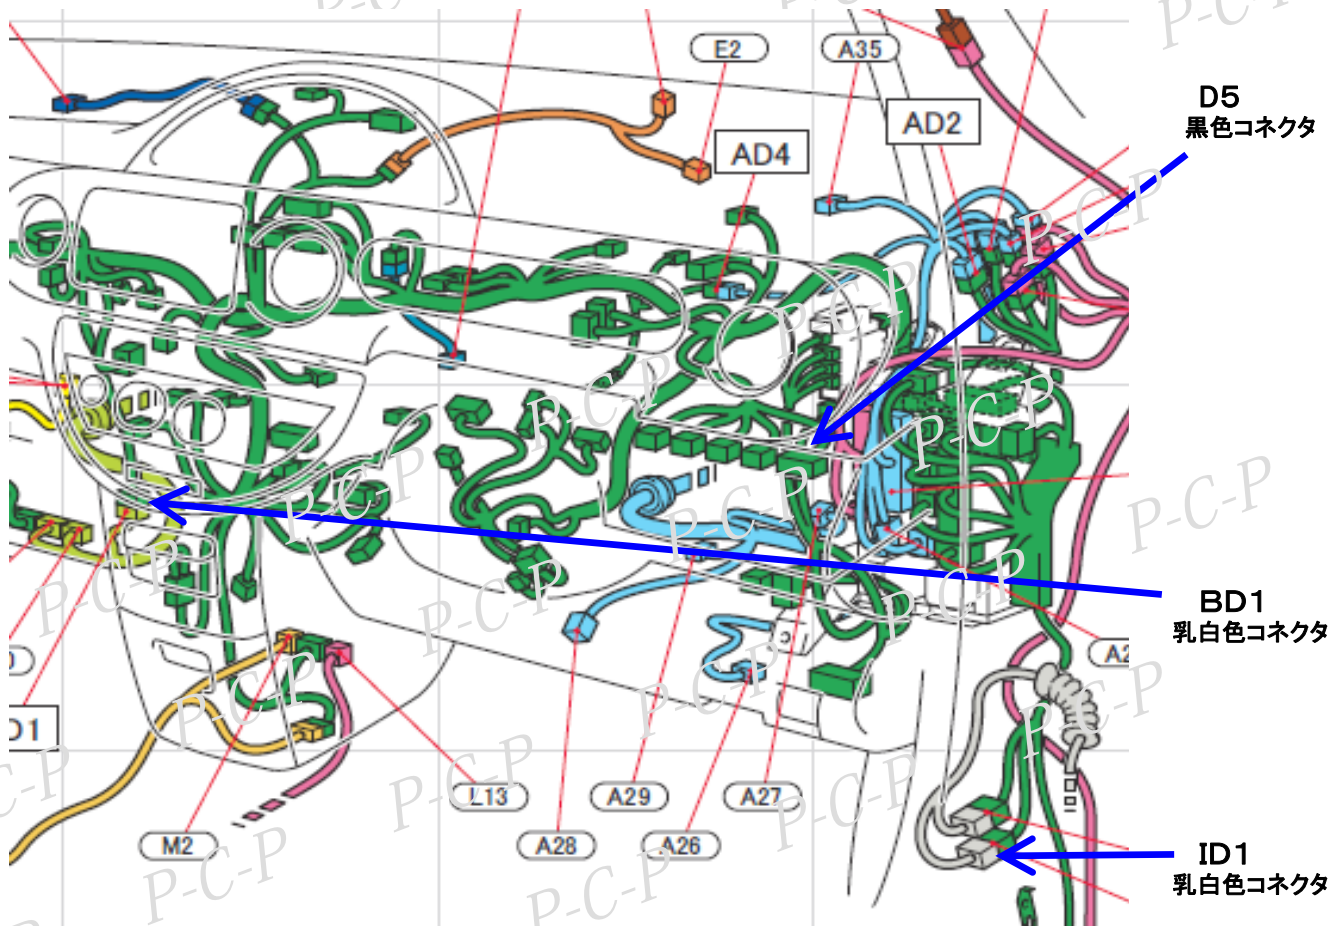 P-C-P
P-C-P
P-C-P
E2
A35
D5
黒色コネクタ
AD2
AD4
P-C-P
P-C-P
P-C-P
P-C-P
P-C-P
P-C-P
P-C-P
P-C-P
P-C-P
P-C-P
P-C-P
BD1
乳白色コネクタ
A2
D1
P-C-P
P-C-P
P-C-P
C-P
P-C-P
P-C-P
L13
A29
A27
M2
A28
A26
ID1
乳白色コネクタ
P-C-P
P-C-P